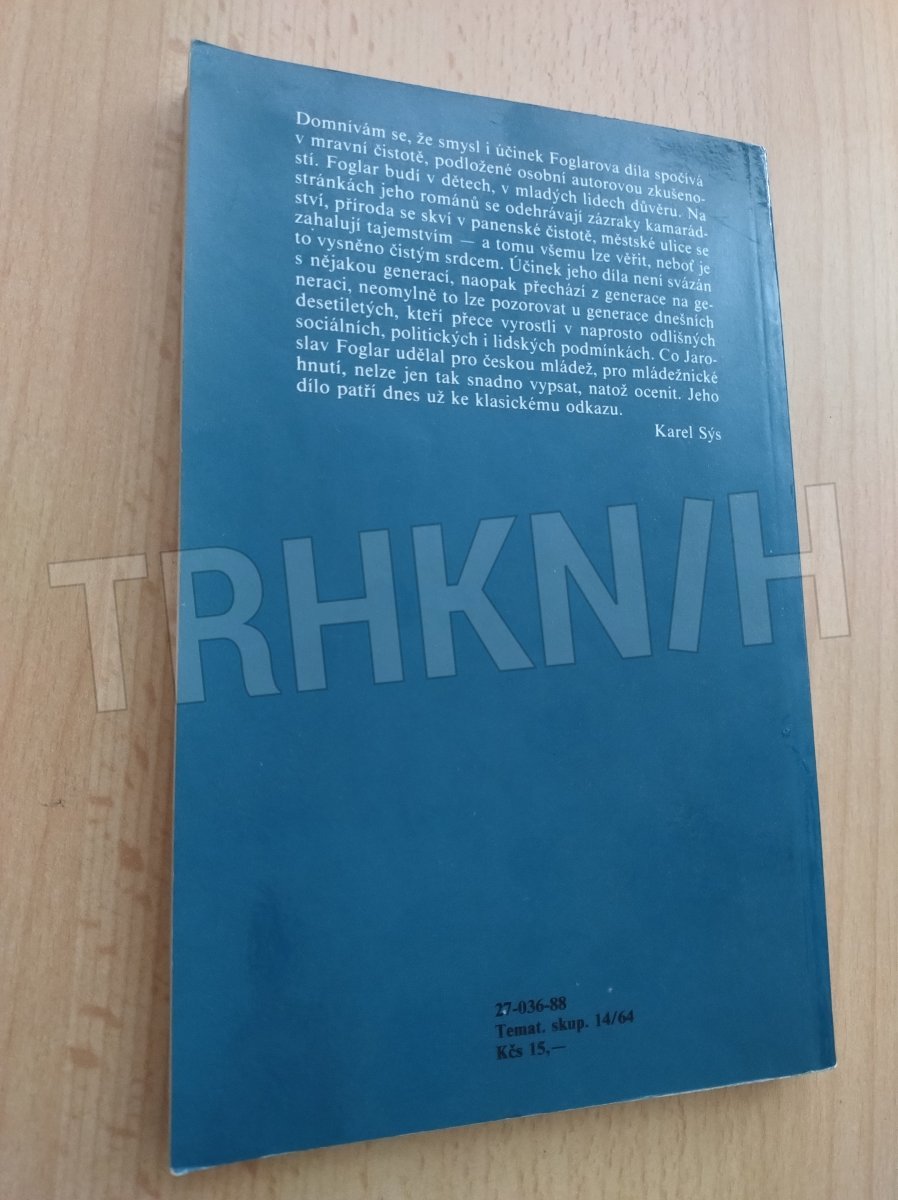 Domnívám se, že smysl i účinek Foglarova díla spočívá
v mravní čistotě, podložené osobní autorovou zkušeno-
stí. Foglar budí v dětech, v mladých lidech důvěru. Na
stránkách jeho románů se odehrávají zázraky kamarád-
ství, příroda se skví v panenské čistotě, městské ulice se
zahalují tajemstvím — a tomu všemu lze věřit, neboť je
to vysněno čistým srdcem. Účinek jeho díla není svázán
s nějakou generací, naopak přechází z generace na ge-
neraci, neomylně to lze pozorovat u generace dnešních
desetiletých, kteří přece vyrostli v naprosto odlišných
sociálních, politických i lidských podmínkách. Co Jaro-
slav Foglar udělal pro českou mládež, pro mládežnické
hnutí, nelze jen tak snadno vypsat, natož ocenit. Jeho
dílo patří dnes už ke klasickému odkazu.
Karel Sýs
TRHKNIH
27-036-88
Temat. skup. 14/64
Kčs 15,—